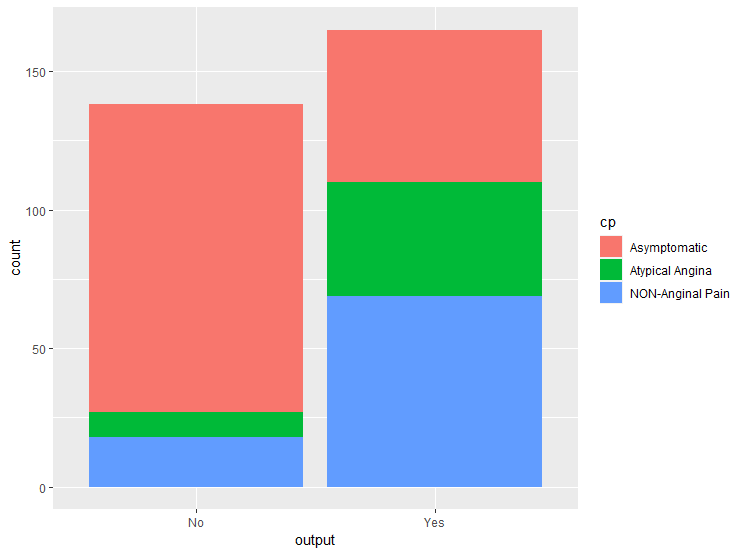 150
100
50
0
count
No
Yes
output
cp
Asymptomatic
Atypical Angina
NON-Anginal Pain